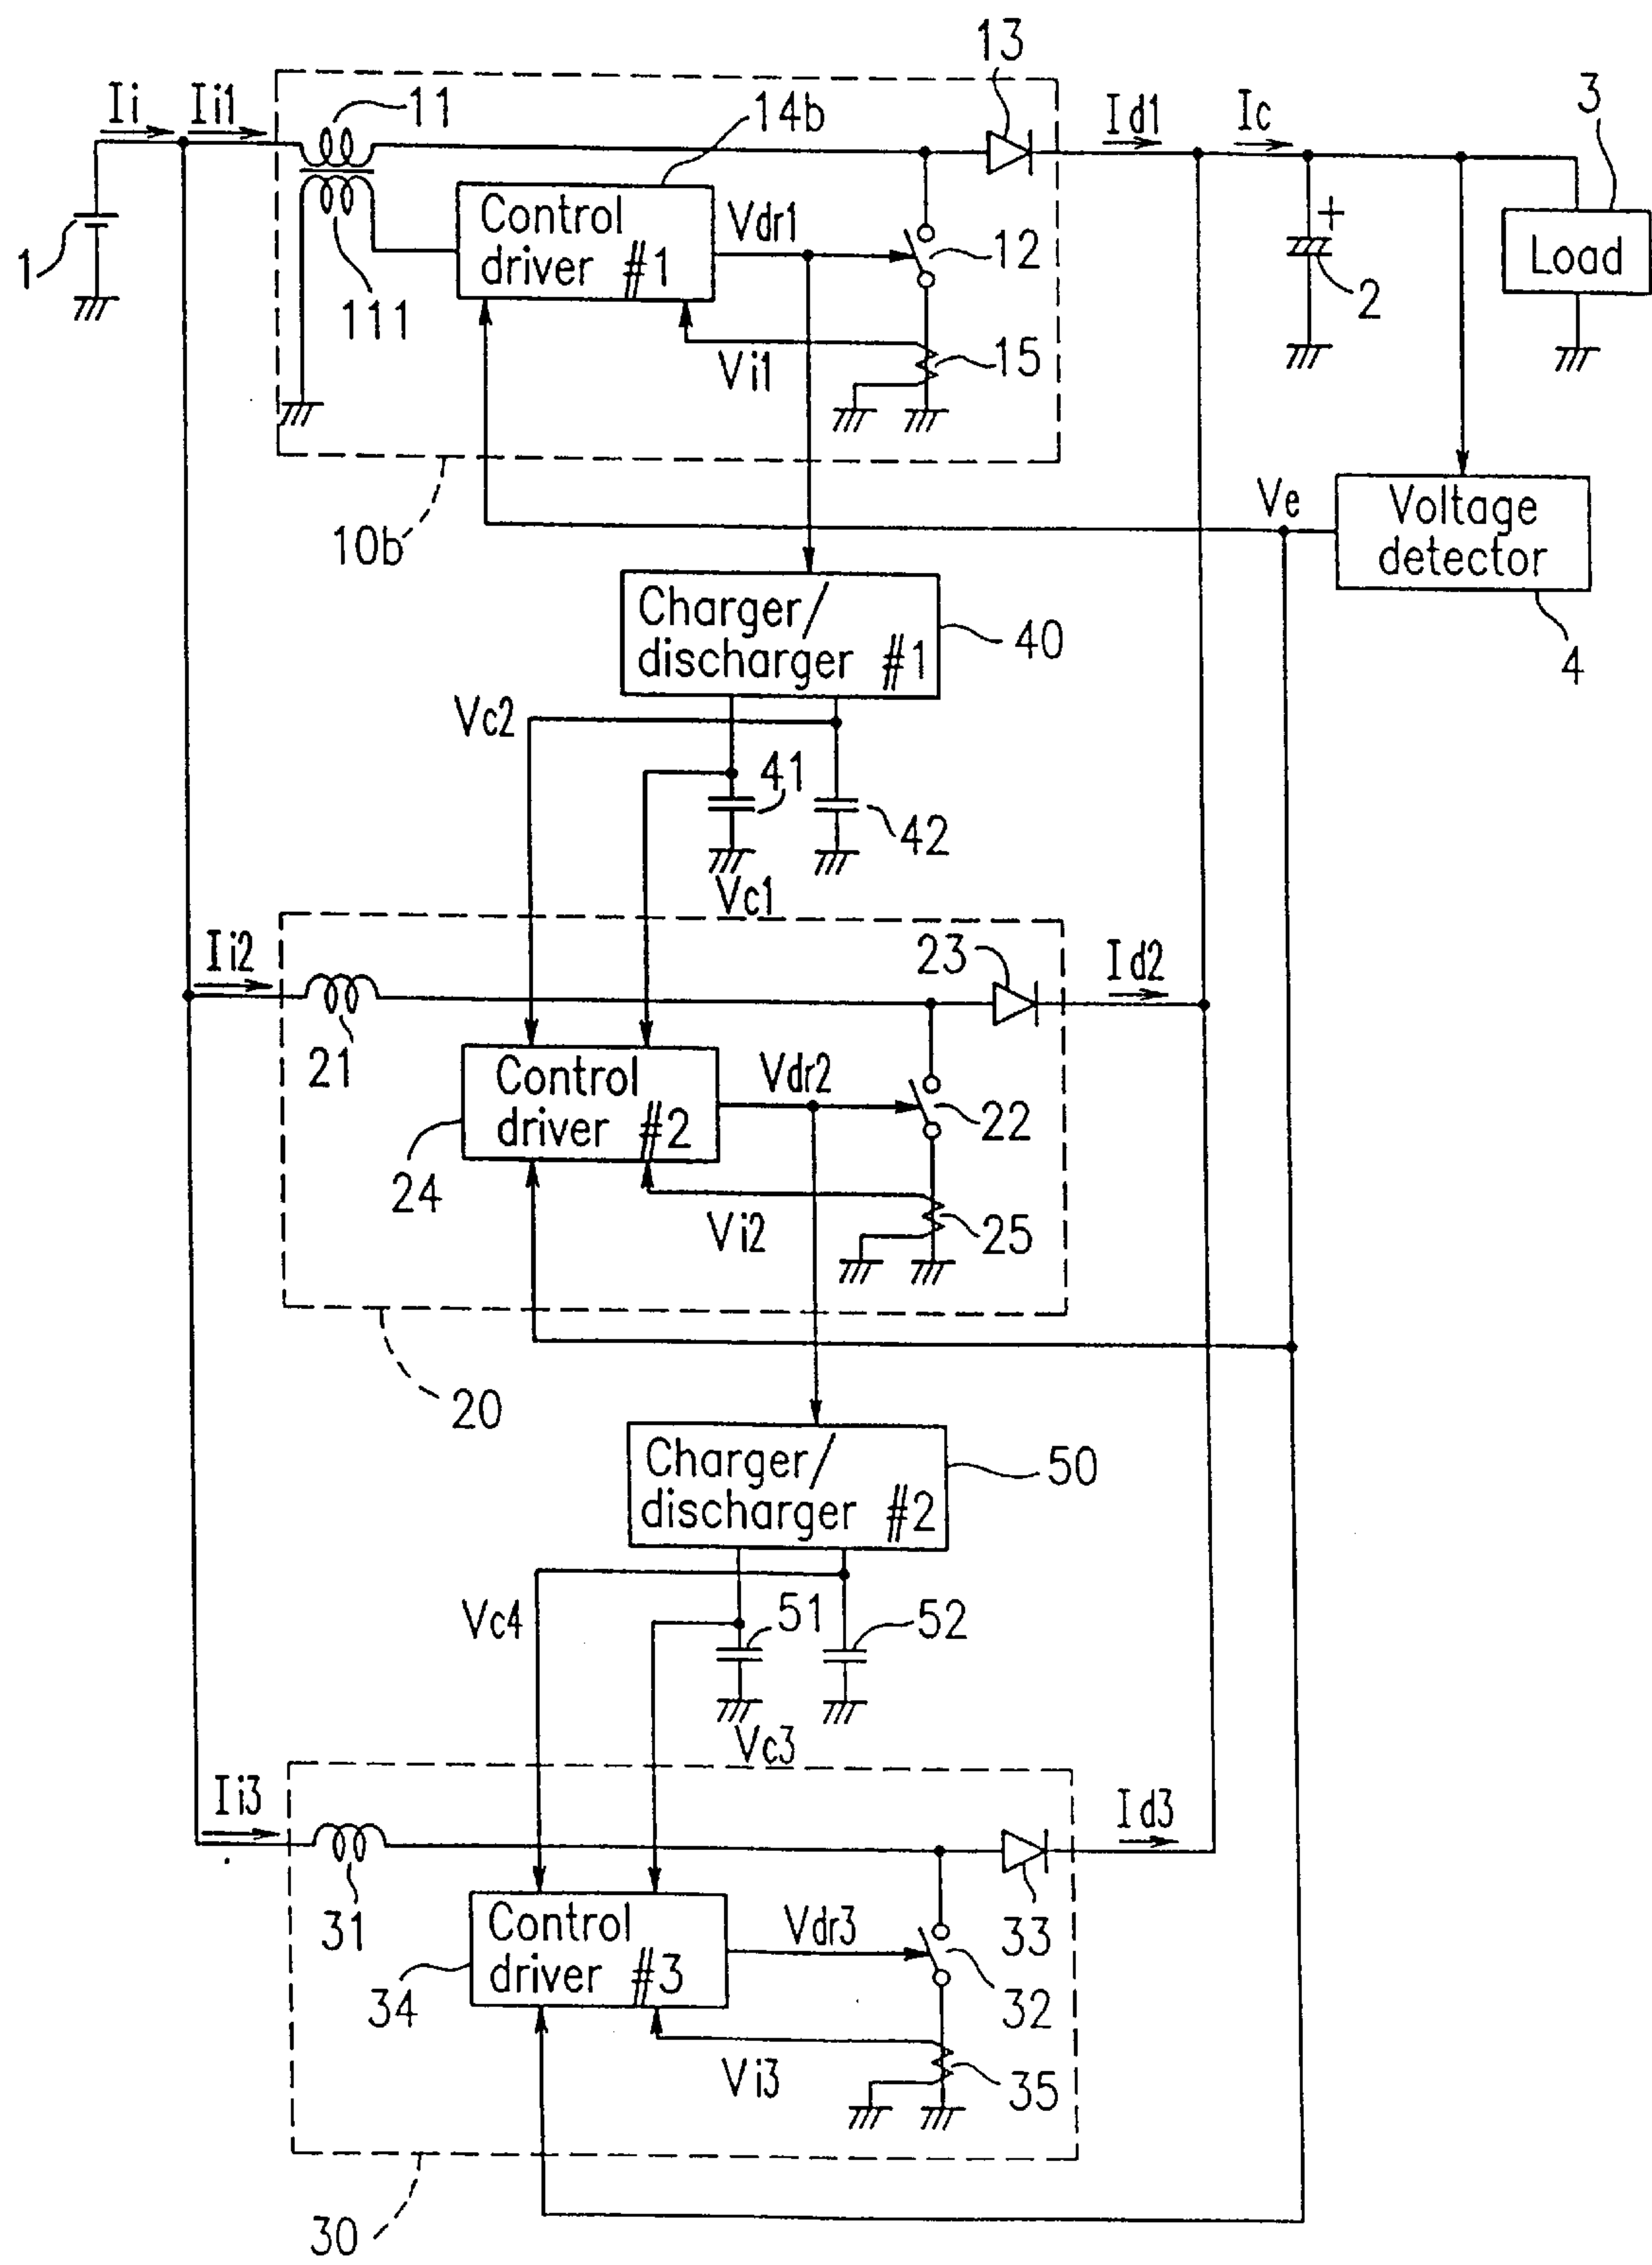 13
Ii
Ii1
11
14b
Id1
Ic
3
Control
driver #1
Vdr1
12
+
Load
1
111
2
Vi1
15
10b
Ve
Voltage
detector
4
Charger/
discharger #1
40
Vc2
41
42
Vc1
Ii2
23
Id2
21
Control
driver #2
Vdr2
22
24
Vi2
25
20
Charger/
discharger #2
50
Vc4
51
52
Vc3
Ii3
Id3
31
Control
driver #3
Vdr3
33
34
32
Vi3
35
30